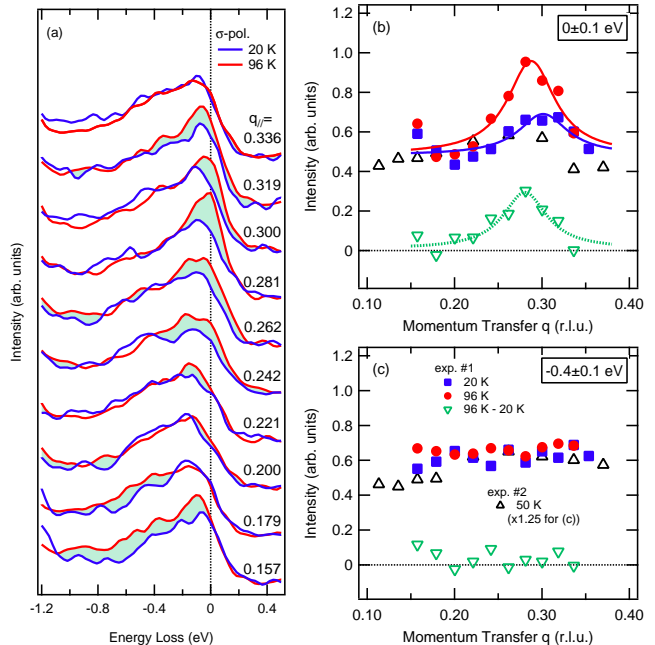 (a)
σ-pol.
20 K
96 K
q//=
0.336
0.319
0.300
0.281
0.262
0.242
0.221
0.200
0.179
0.157
Intensity (arb. units)
-1.2 -0.8 -0.4 0 0.4
Energy Loss (eV)
(b)
0±0.1 eV
1.2
1.0
0.8
0.6
0.4
0.2
0
Intensity (arb. units)
0.10 0.20 0.30 0.40
Momentum Transfer q (r.l.u.)
(c)
-0.4±0.1 eV
exp. #1
20 K
96 K
96 K - 20 K
exp. #2
50 K
(x1.25 for (c))
1.2
1.0
0.8
0.6
0.4
0.2
0
Intensity (arb. units)
0.10 0.20 0.30 0.40
Momentum Transfer q (r.l.u.)